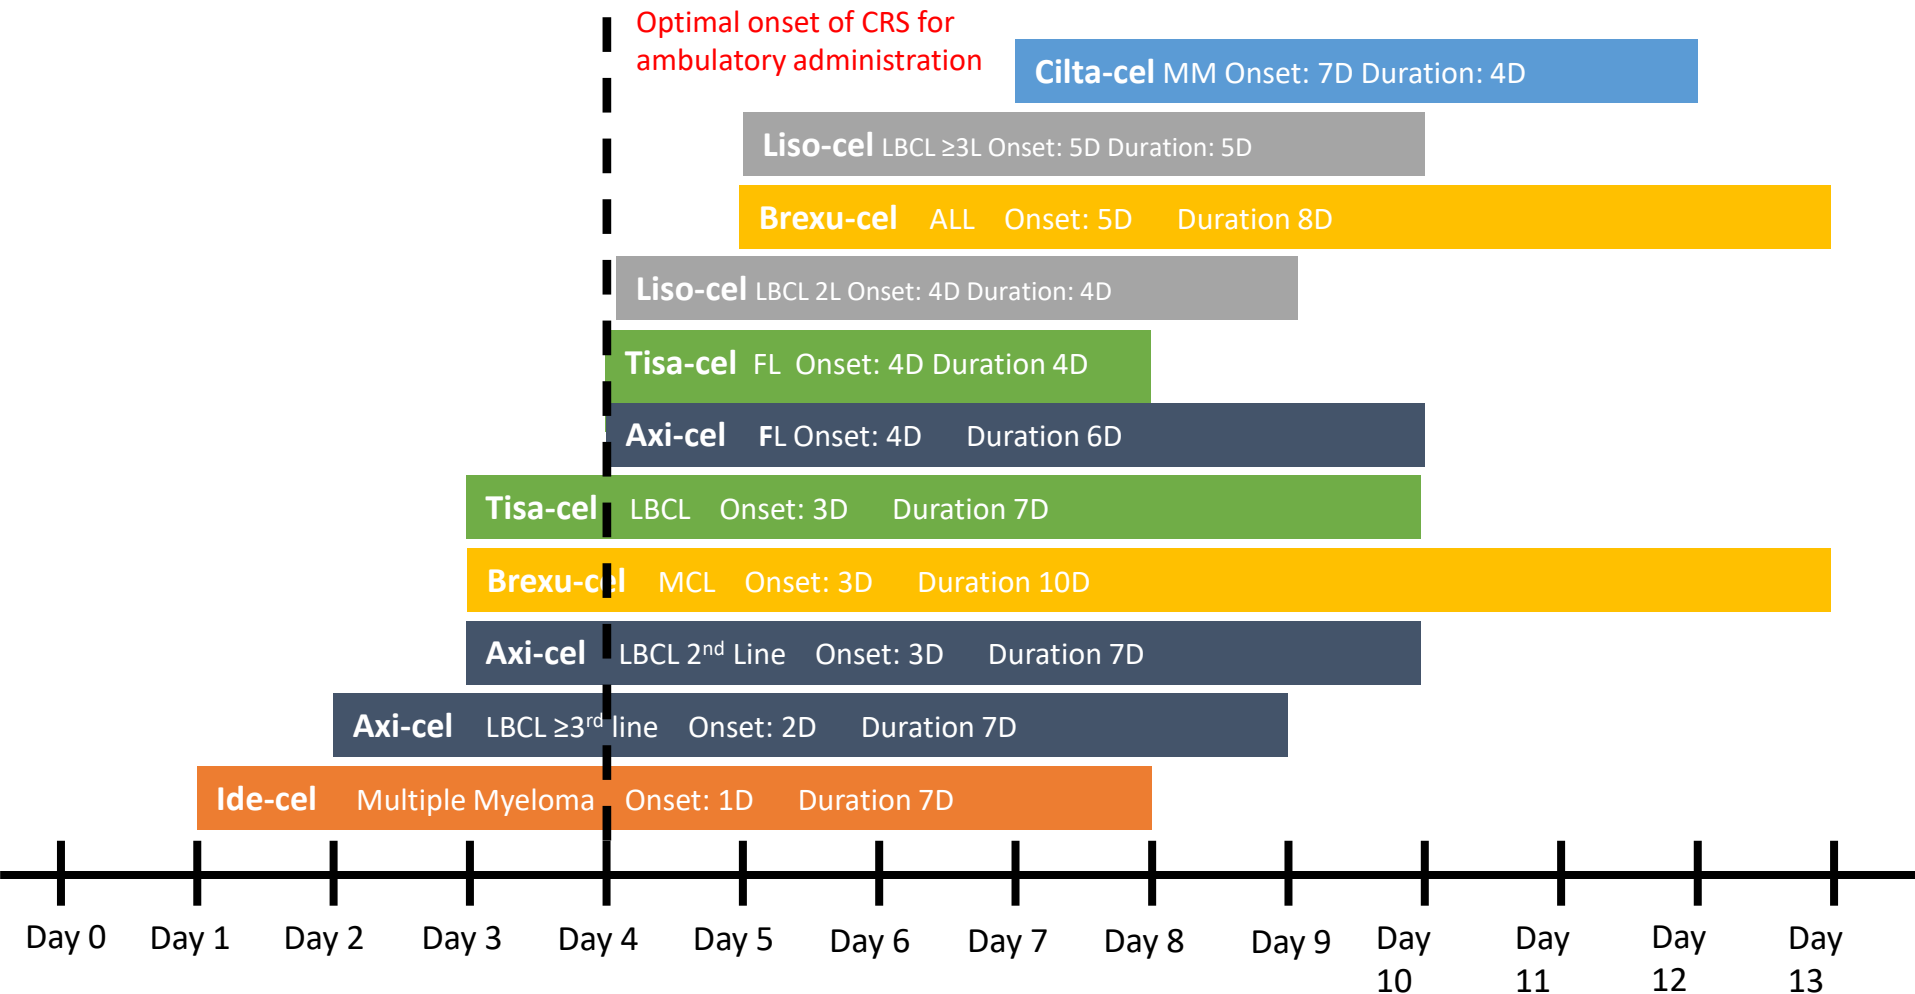 Optimal onset of CRS for
ambulatory administration
Cilta-cel MM Onset: 7D Duration: 4D
Liso-cel LBCL ≥3L Onset: 5D Duration: 5D
Brexu-cel ALL Onset: 5D Duration 8D
Liso-cel LBCL 2L Onset: 4D Duration: 4D
Tisa-cel FL Onset: 4D Duration 4D
Axi-cel FL Onset: 4D Duration 6D
Tisa-cel LBCL Onset: 3D Duration 7D
Brexu-cel MCL Onset: 3D Duration 10D
Axi-cel LBCL 2nd Line Onset: 3D Duration 7D
Axi-cel LBCL ≥3rd line Onset: 2D Duration 7D
Ide-cel Multiple Myeloma Onset: 1D Duration 7D
Day 0
Day 1
Day 2
Day 3
Day 4
Day 5
Day 6
Day 7
Day 8
Day 9
Day
10
Day
11
Day
12
Day
13